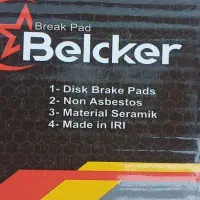 Break Pad
Belcker
1- Disk Brake Pads
2- Non Asbestos
3- Material Seramik
4- Made in IRI